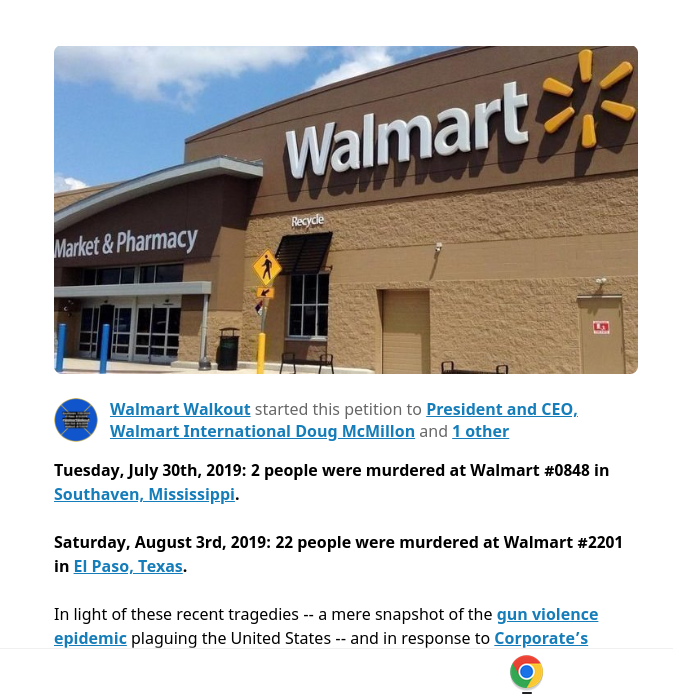 Walmart
Recycle
Market & Pharmacy
Walmart Walkout started this petition to President and CEO,
Walmart International Doug McMillon and 1 other
Tuesday, July 30th, 2019: 2 people were murdered at Walmart #0848 in
Southaven, Mississippi.
Saturday, August 3rd, 2019: 22 people were murdered at Walmart #2201
in El Paso, Texas.
In light of these recent tragedies -- a mere snapshot of the gun violence
epidemic plaguing the United States -- and in response to Corporate’s